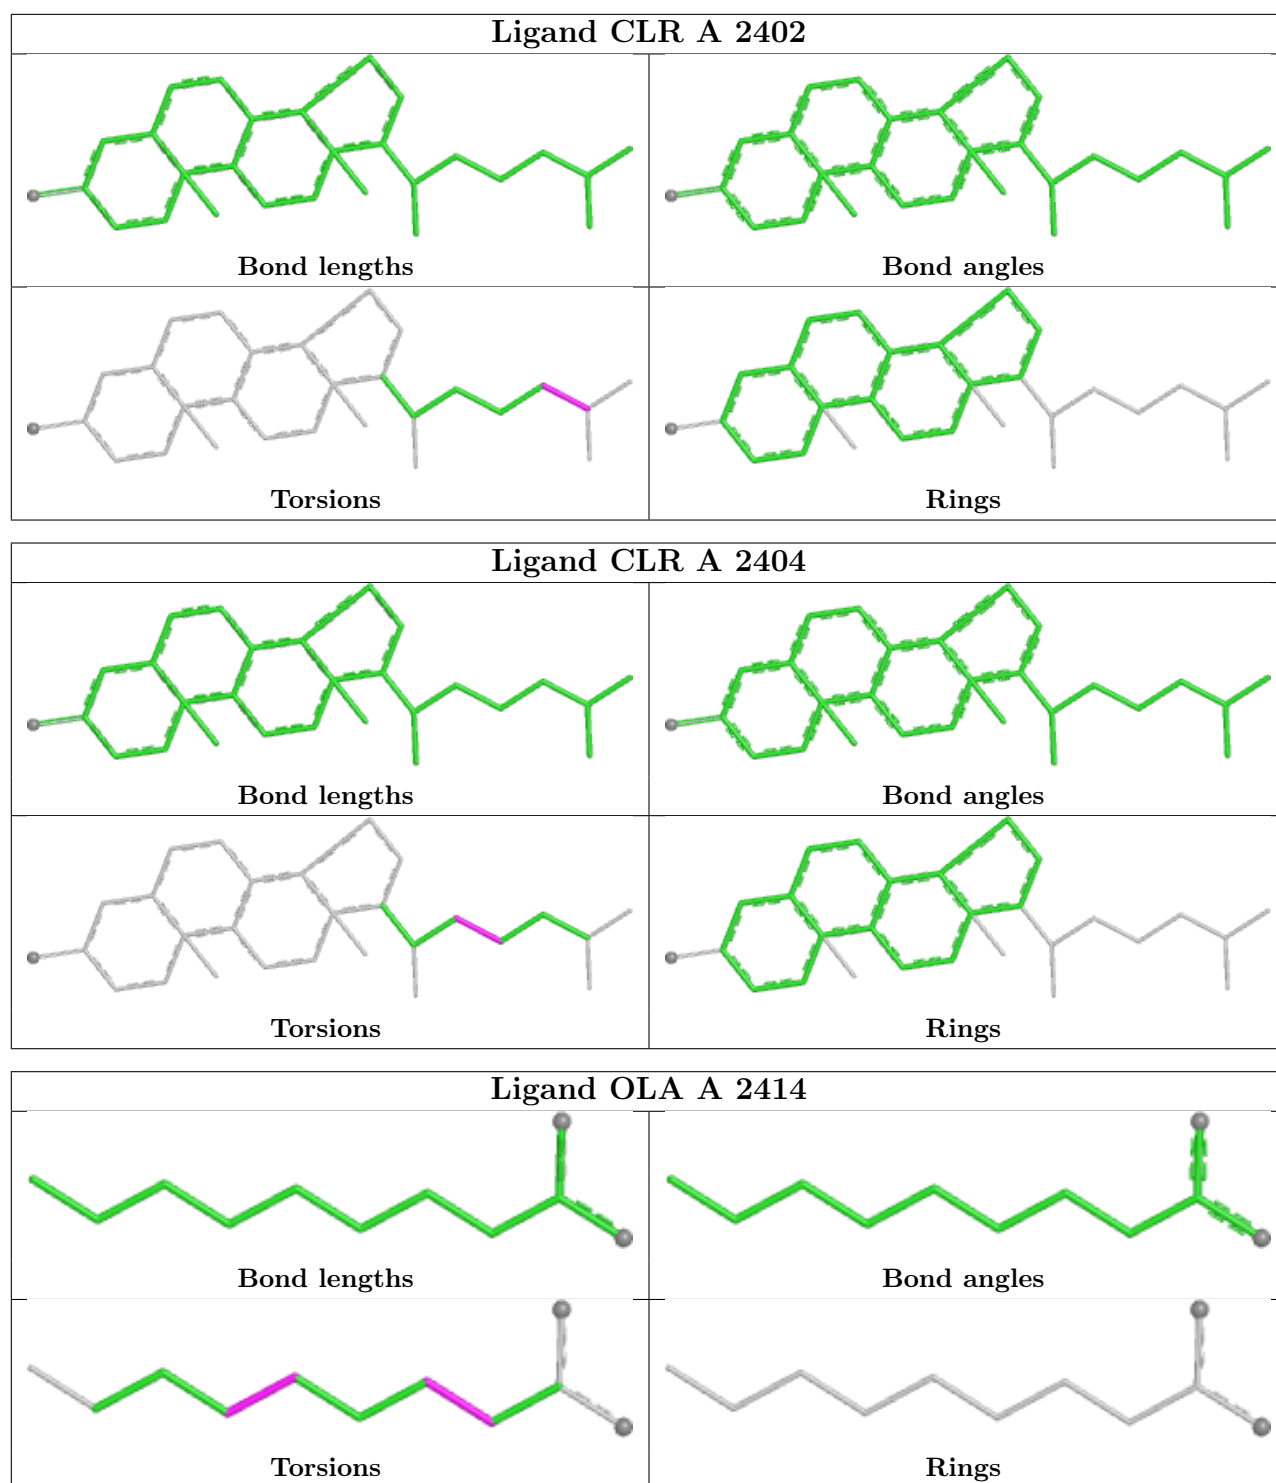 Ligand CLR A 2402
Bond lengths
Bond angles
Torsions
Rings
Ligand CLR A 2404
Bond lengths
Bond angles
Torsions
Rings
Ligand OLA A 2414
Bond lengths
Bond angles
Torsions
Rings